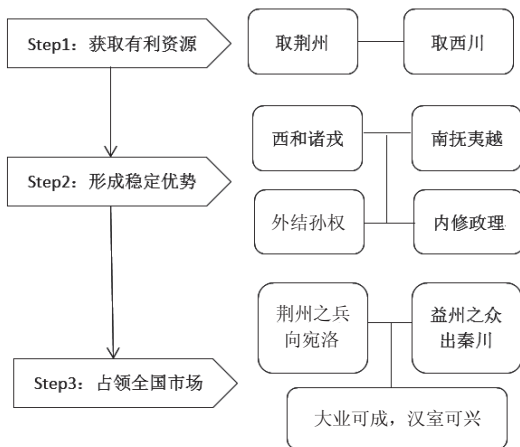 Step1：获取有利资源
取荆州
取西川
西和诸戎
南抚夷越
Step2：形成稳定优势
外结孙权
内修政理
荆州之兵
向宛洛
益州之众
出秦川
Step3：占领全国市场
大业可成，汉室可兴